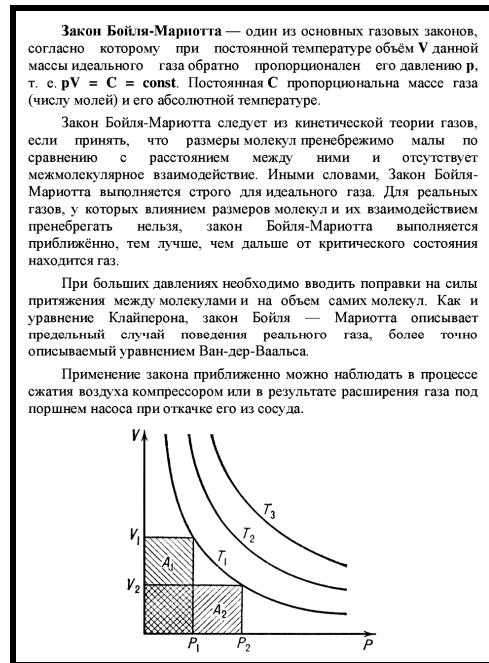 Закон Бойля-Мариотта — один из основных газовых законов,
согласно которому при постоянной температуре объём V данной
массы идеального газа обратно пропорционален его давлению p,
т. е. pV = C = const. Постоянная C пропорциональна массе газа
(числу молей) и его абсолютной температуре.
Закон Бойля-Мариотта следует из кинетической теории газов,
если принять, что размеры молекул пренебрежимо малы по
сравнению с расстоянием между ними и отсутствует
межмолекулярное взаимодействие. Иными словами, Закон Бойля-
Мариотта выполняется строго для идеального газа. Для реальных
газов, у которых влиянием размеров молекул и их взаимодействием
пренебрегать нельзя, закон Бойля-Мариотта выполняется
приближённо, тем лучше, чем дальше от критического состояния
находится газ.
При больших давлениях необходимо вводить поправки на силы
притяжения между молекулами и на объем самих молекул. Как и
уравнение Клайперона, закон Бойля — Мариотта описывает
предельный случай поведения реального газа, более точно
описываемый уравнением Ван-дер-Ваальса.
Применение закона приближенно можно наблюдать в процессе
сжатия воздуха компрессором или в результате расширения газа под
поршнем насоса при откачке его из сосуда.
V
T3
V1
T2
A1
T1
V2
A2
P1 P2 P